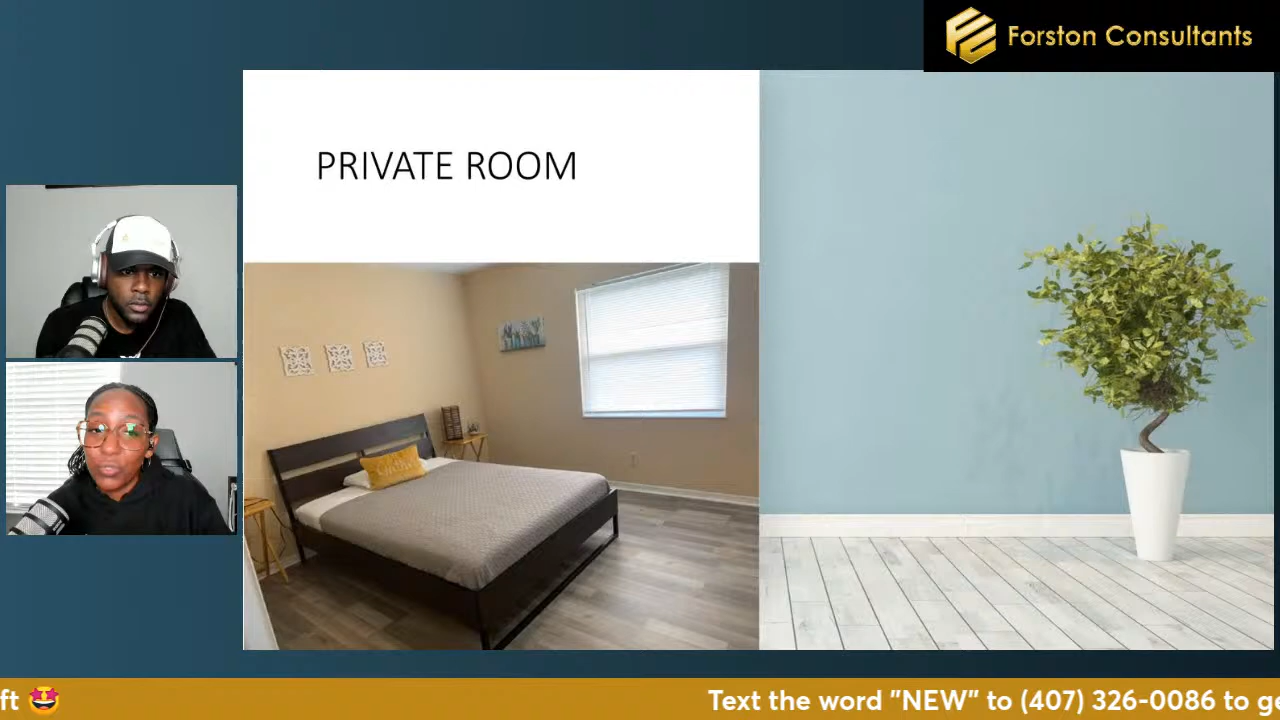 Forston Consultants
PRIVATE ROOM
ft 🤩
Text the word "NEW" to (407) 326-0086 to ge